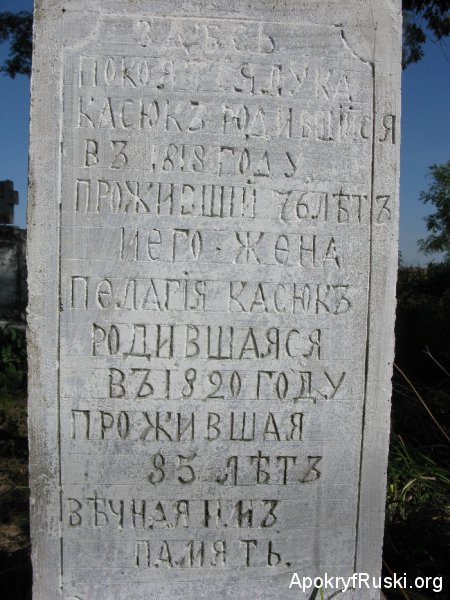 ЗДѢСЬ
ПОКОЯТСЯ ЛУКА
КАСЮКЪ РОДИВШІЙСЯ
ВЪ 1818 ГОДУ
ПРОЖИВШІЙ 76 ЛѢТЪ
И ЕГО ЖЕНА
ПЕЛАГІЯ КАСЮКЪ
РОДИВШАЯСЯ
ВЪ 1820 ГОДУ
ПРОЖИВШАЯ
85 ЛѢТЪ
ВѢЧНАЯ ИМЪ
ПАМЯТЬ.
ApokryfRuski.org